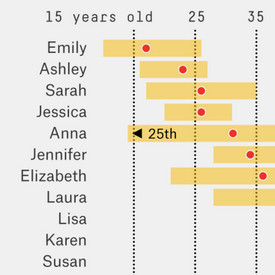 15 years old 25 35
Emily
Ashley
Sarah
Jessica
Anna ◀ 25th
Jennifer
Elizabeth
Laura
Lisa
Karen
Susan